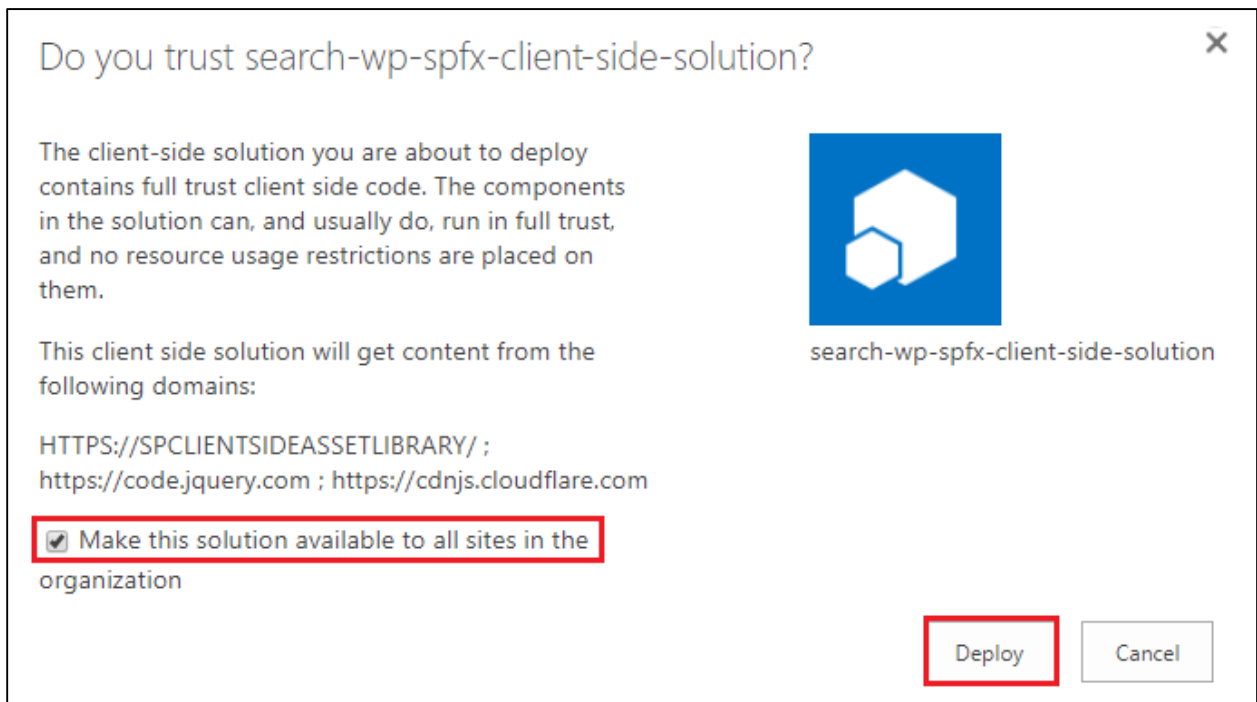 Do you trust search-wp-spfx-client-side-solution?
The client-side solution you are about to deploy
contains full trust client side code. The components
in the solution can, and usually do, run in full trust,
and no resource usage restrictions are placed on
them.
This client side solution will get content from the
following domains:
HTTPS://SPCLIENTSIDEASSETLIBRARY/ ;
https://code.jquery.com ; https://cdnjs.cloudflare.com
Make this solution available to all sites in the
organization
search-wp-spfx-client-side-solution
Deploy
Cancel